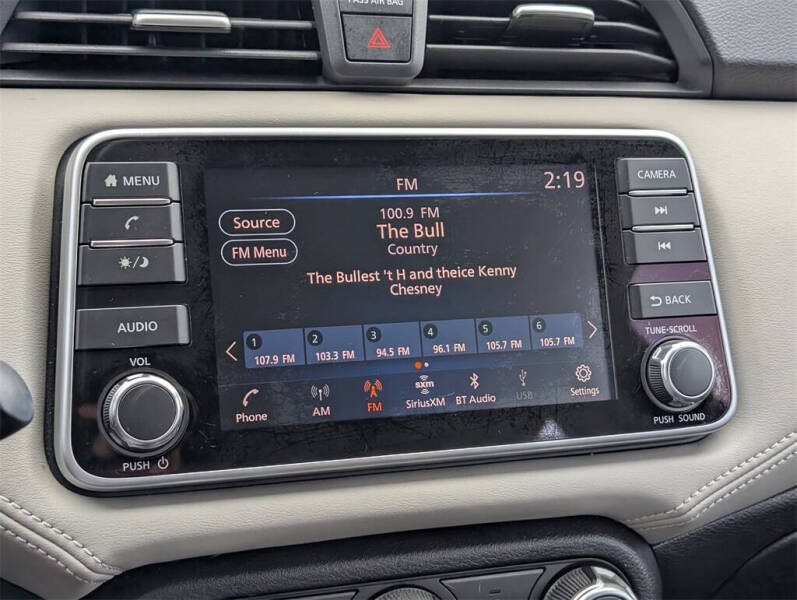 PASS AIR BAG
MENU
AUDIO
VOL
PUSH
FM
2:19
Source
FM Menu
100.9 FM
The Bull
Country
The Bullest 't H and theice Kenny
Chesney
1 2 3 4 5 6
107.9 FM 103.3 FM 94.5 FM 96.1 FM 105.7 FM 105.7 FM
sxm
Phone AM FM SiriusXM BT Audio USB Settings
CAMERA
BACK
TUNE·SCROLL
PUSH SOUND